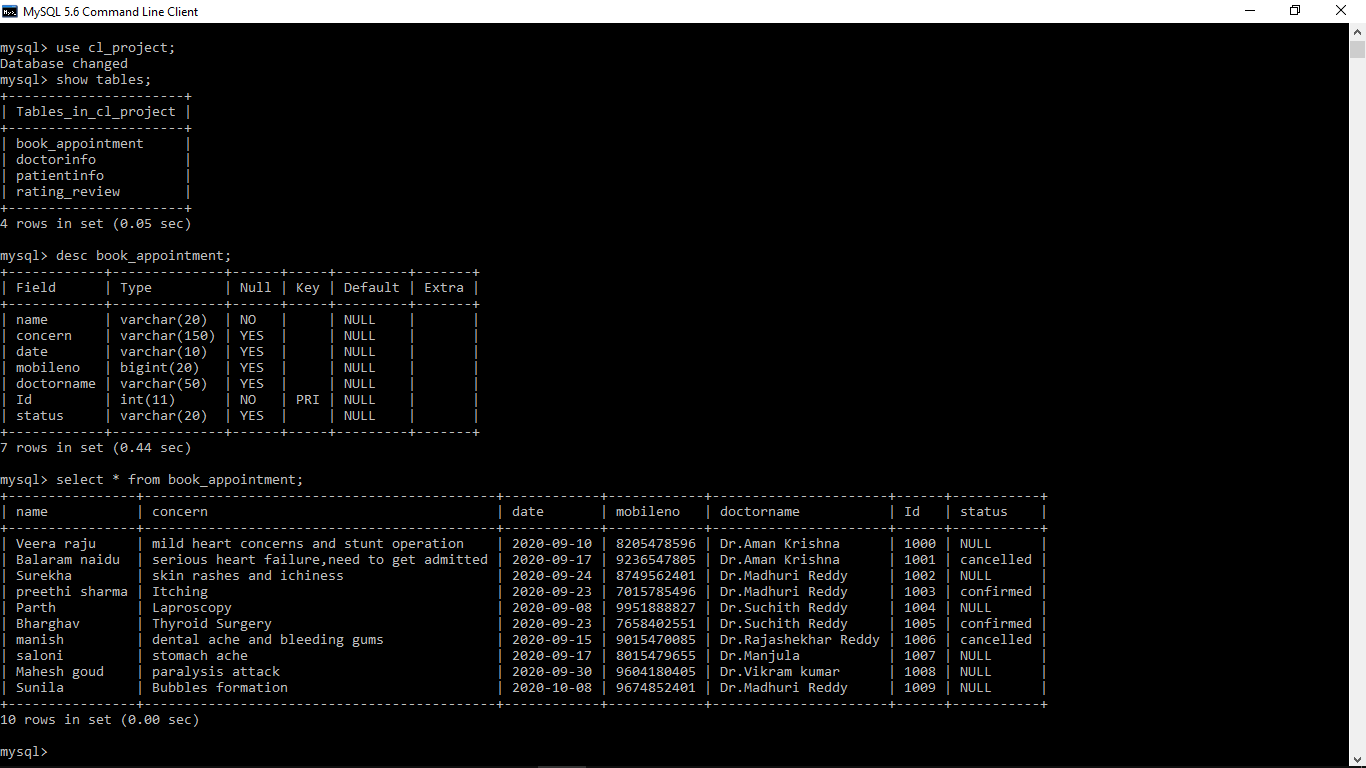 MySQL 5.6 Command Line Client
mysql> use cl_project;
Database changed
mysql> show tables;
+----------------------+
| Tables_in_cl_project |
+----------------------+
| book_appointment     |
| doctorinfo           |
| patientinfo          |
| rating_review        |
+----------------------+
4 rows in set (0.05 sec)
mysql> desc book_appointment;
+------------+--------------+------+-----+---------+-------+
| Field      | Type         | Null | Key | Default | Extra |
+------------+--------------+------+-----+---------+-------+
| name       | varchar(20)  | NO   |     | NULL    |       |
| concern    | varchar(150) | YES  |     | NULL    |       |
| date       | varchar(10)  | YES  |     | NULL    |       |
| mobileno   | bigint(20)   | YES  |     | NULL    |       |
| doctorname | varchar(50)  | YES  |     | NULL    |       |
| Id         | int(11)      | NO   | PRI | NULL    |       |
| status     | varchar(20)  | YES  |     | NULL    |       |
+------------+--------------+------+-----+---------+-------+
7 rows in set (0.44 sec)
mysql> select * from book_appointment;
+----------------+--------------------------------------------+------------+------------+----------------------+------+-----------+
| name           | concern                                    | date       | mobileno   | doctorname           | Id   | status    |
+----------------+--------------------------------------------+------------+------------+----------------------+------+-----------+
| Veera raju     | mild heart concerns and stunt operation    | 2020-09-10 | 8205478596 | Dr.Aman Krishna      | 1000 | NULL      |
| Balaram naidu  | serious heart failure,need to get admitted | 2020-09-17 | 9236547805 | Dr.Aman Krishna      | 1001 | cancelled |
| Surekha        | skin rashes and ichiness                   | 2020-09-24 | 8749562401 | Dr.Madhuri Reddy     | 1002 | NULL      |
| preethi sharma | Itching                                    | 2020-09-23 | 7015785496 | Dr.Madhuri Reddy     | 1003 | confirmed |
| Parth          | Laproscopy                                 | 2020-09-08 | 9951888827 | Dr.Suchith Reddy     | 1004 | NULL      |
| Bharghav       | Thyroid Surgery                            | 2020-09-23 | 7658402551 | Dr.Suchith Reddy     | 1005 | confirmed |
| manish         | dental ache and bleeding gums              | 2020-09-15 | 9015470085 | Dr.Rajashekhar Reddy | 1006 | cancelled |
| saloni         | stomach ache                               | 2020-09-17 | 8015479655 | Dr.Manjula           | 1007 | NULL      |
| Mahesh goud    | paralysis attack                           | 2020-09-30 | 9604180405 | Dr.Vikram kumar      | 1008 | NULL      |
| Sunila         | Bubbles formation                          | 2020-10-08 | 9674852401 | Dr.Madhuri Reddy     | 1009 | NULL      |
+----------------+--------------------------------------------+------------+------------+----------------------+------+-----------+
10 rows in set (0.00 sec)
mysql>